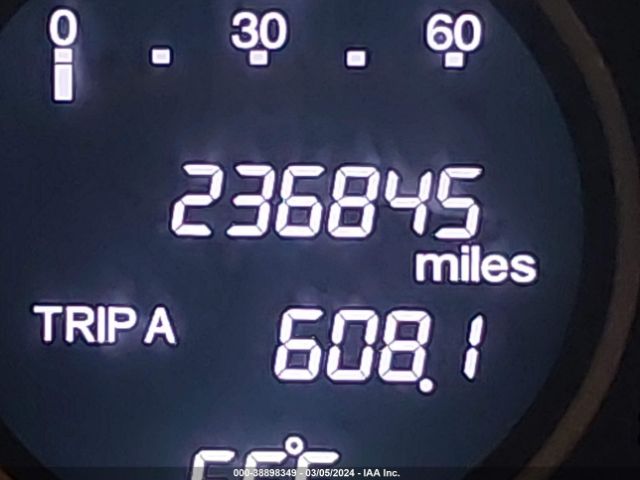 0 30 60
236845
miles
TRIP A 608.1
000-38898349 - 03/05/2024 - IAA Inc.